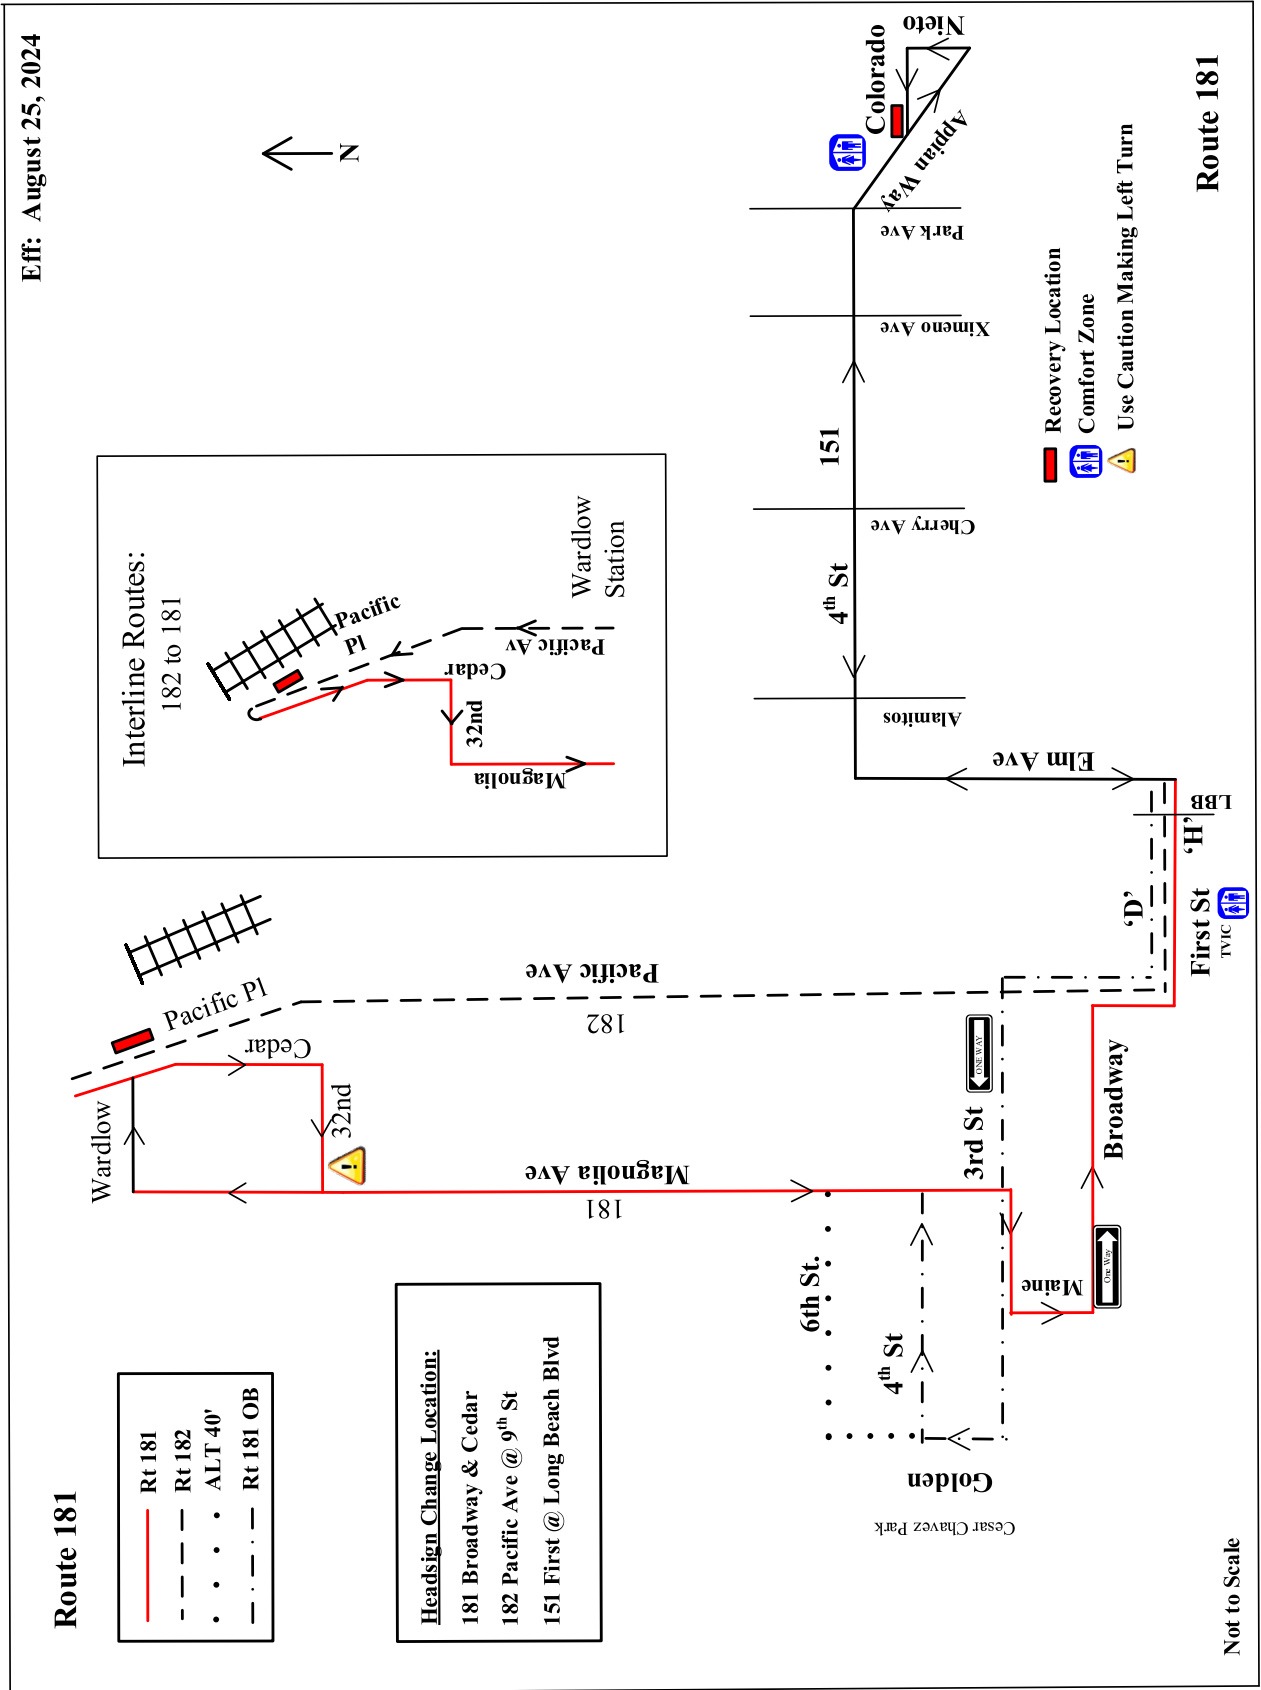 Route 181
Eff:  August 25, 2024
Rt 181
Rt 182
ALT 40'
Rt 181 OB
Headsign Change Location:
181 Broadway & Cedar
182 Pacific Ave @ 9th St
151 First @ Long Beach Blvd
Wardlow
Pacific Pl
Cedar
32nd
Magnolia Ave
181
Pacific Ave
182
Interline Routes:
182 to 181
Pacific
Pl
Cedar
Pacific Av
32nd
Magnolia
Wardlow
Station
N
6th St.
4th St
Golden
Cesar Chavez Park
3rd St
ONE WAY
Maine
One Way
Broadway
'D'
'H'
First St
TVIC
LBB
Elm Ave
4th St
151
Alamitos
Cherry Ave
Ximeno Ave
Park Ave
Appian Way
Colorado
Nieto
Recovery Location
Comfort Zone
Use Caution Making Left Turn
Not to Scale
Route 181